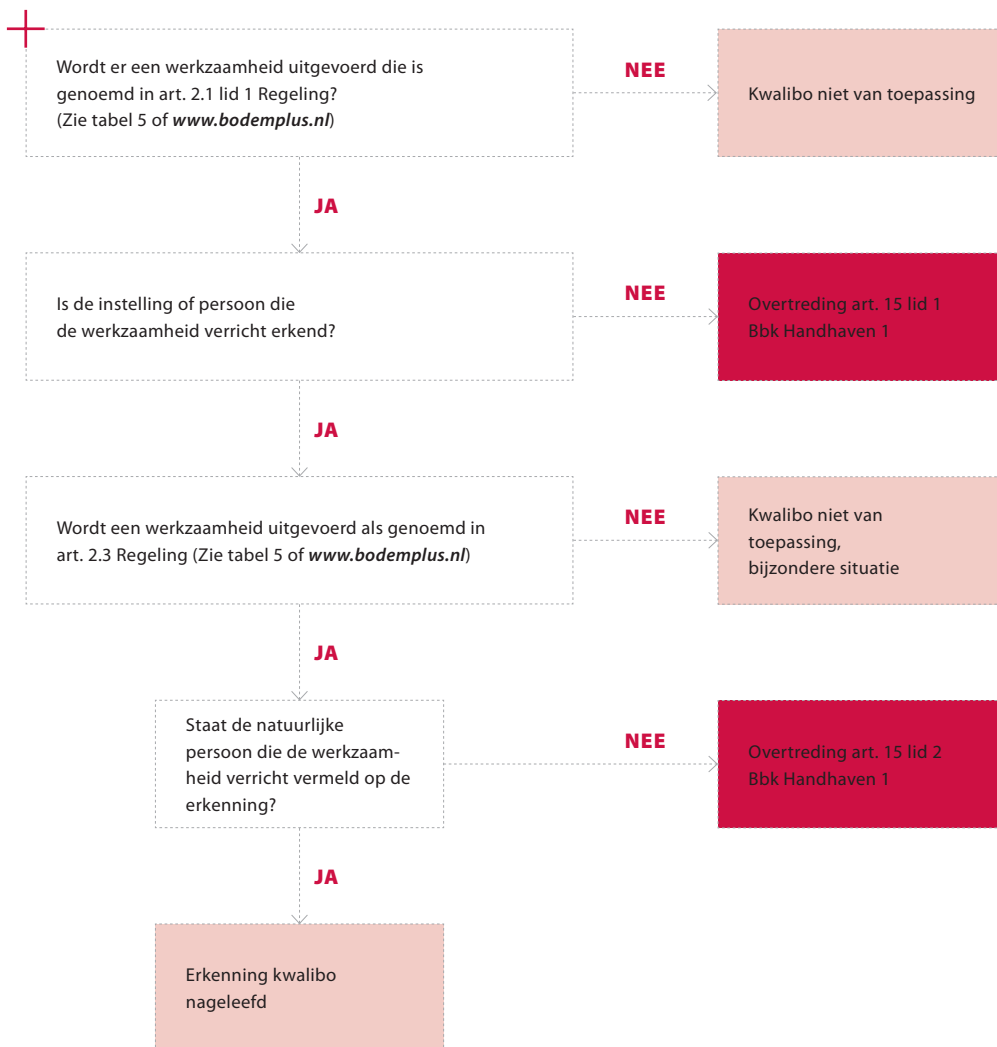 Wordt er een werkzaamheid uitgevoerd die is
genoemd in art. 2.1 lid 1 Regeling?
(Zie tabel 5 of www.bodemplus.nl)
NEE
Kwalibo niet van toepassing
JA
Is de instelling of persoon die
de werkzaamheid verricht erkend?
NEE
Overtreding art. 15 lid 1
Bbk Handhaven 1
JA
Wordt een werkzaamheid uitgevoerd als genoemd in
art. 2.3 Regeling (Zie tabel 5 of www.bodemplus.nl)
NEE
Kwalibo niet van
toepassing,
bijzondere situatie
JA
Staat de natuurlijke
persoon die de werkzaam-
heid verricht vermeld op de
erkenning?
NEE
Overtreding art. 15 lid 2
Bbk Handhaven 1
JA
Erkenning kwalibo
nageleefd